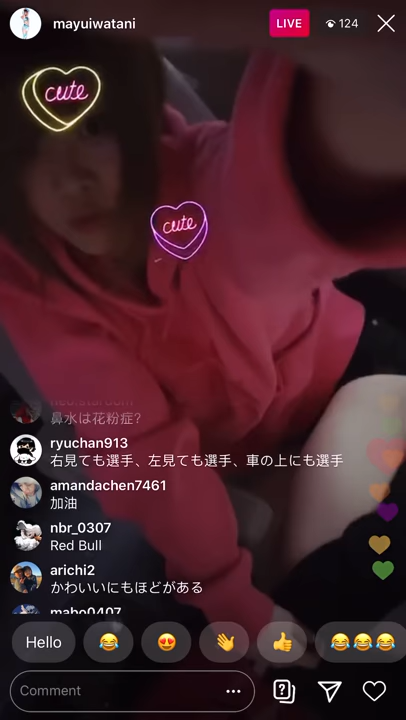 mayuiwatani
LIVE
124
cute
cute
鼻水は花粉症?
ryuchan913
右見ても選手、左見ても選手、車の上にも選手
amandachen7461
加油
nbr_0307
Red Bull
arichi2
かわいいにもほどがある
mabo0407
Hello
Comment